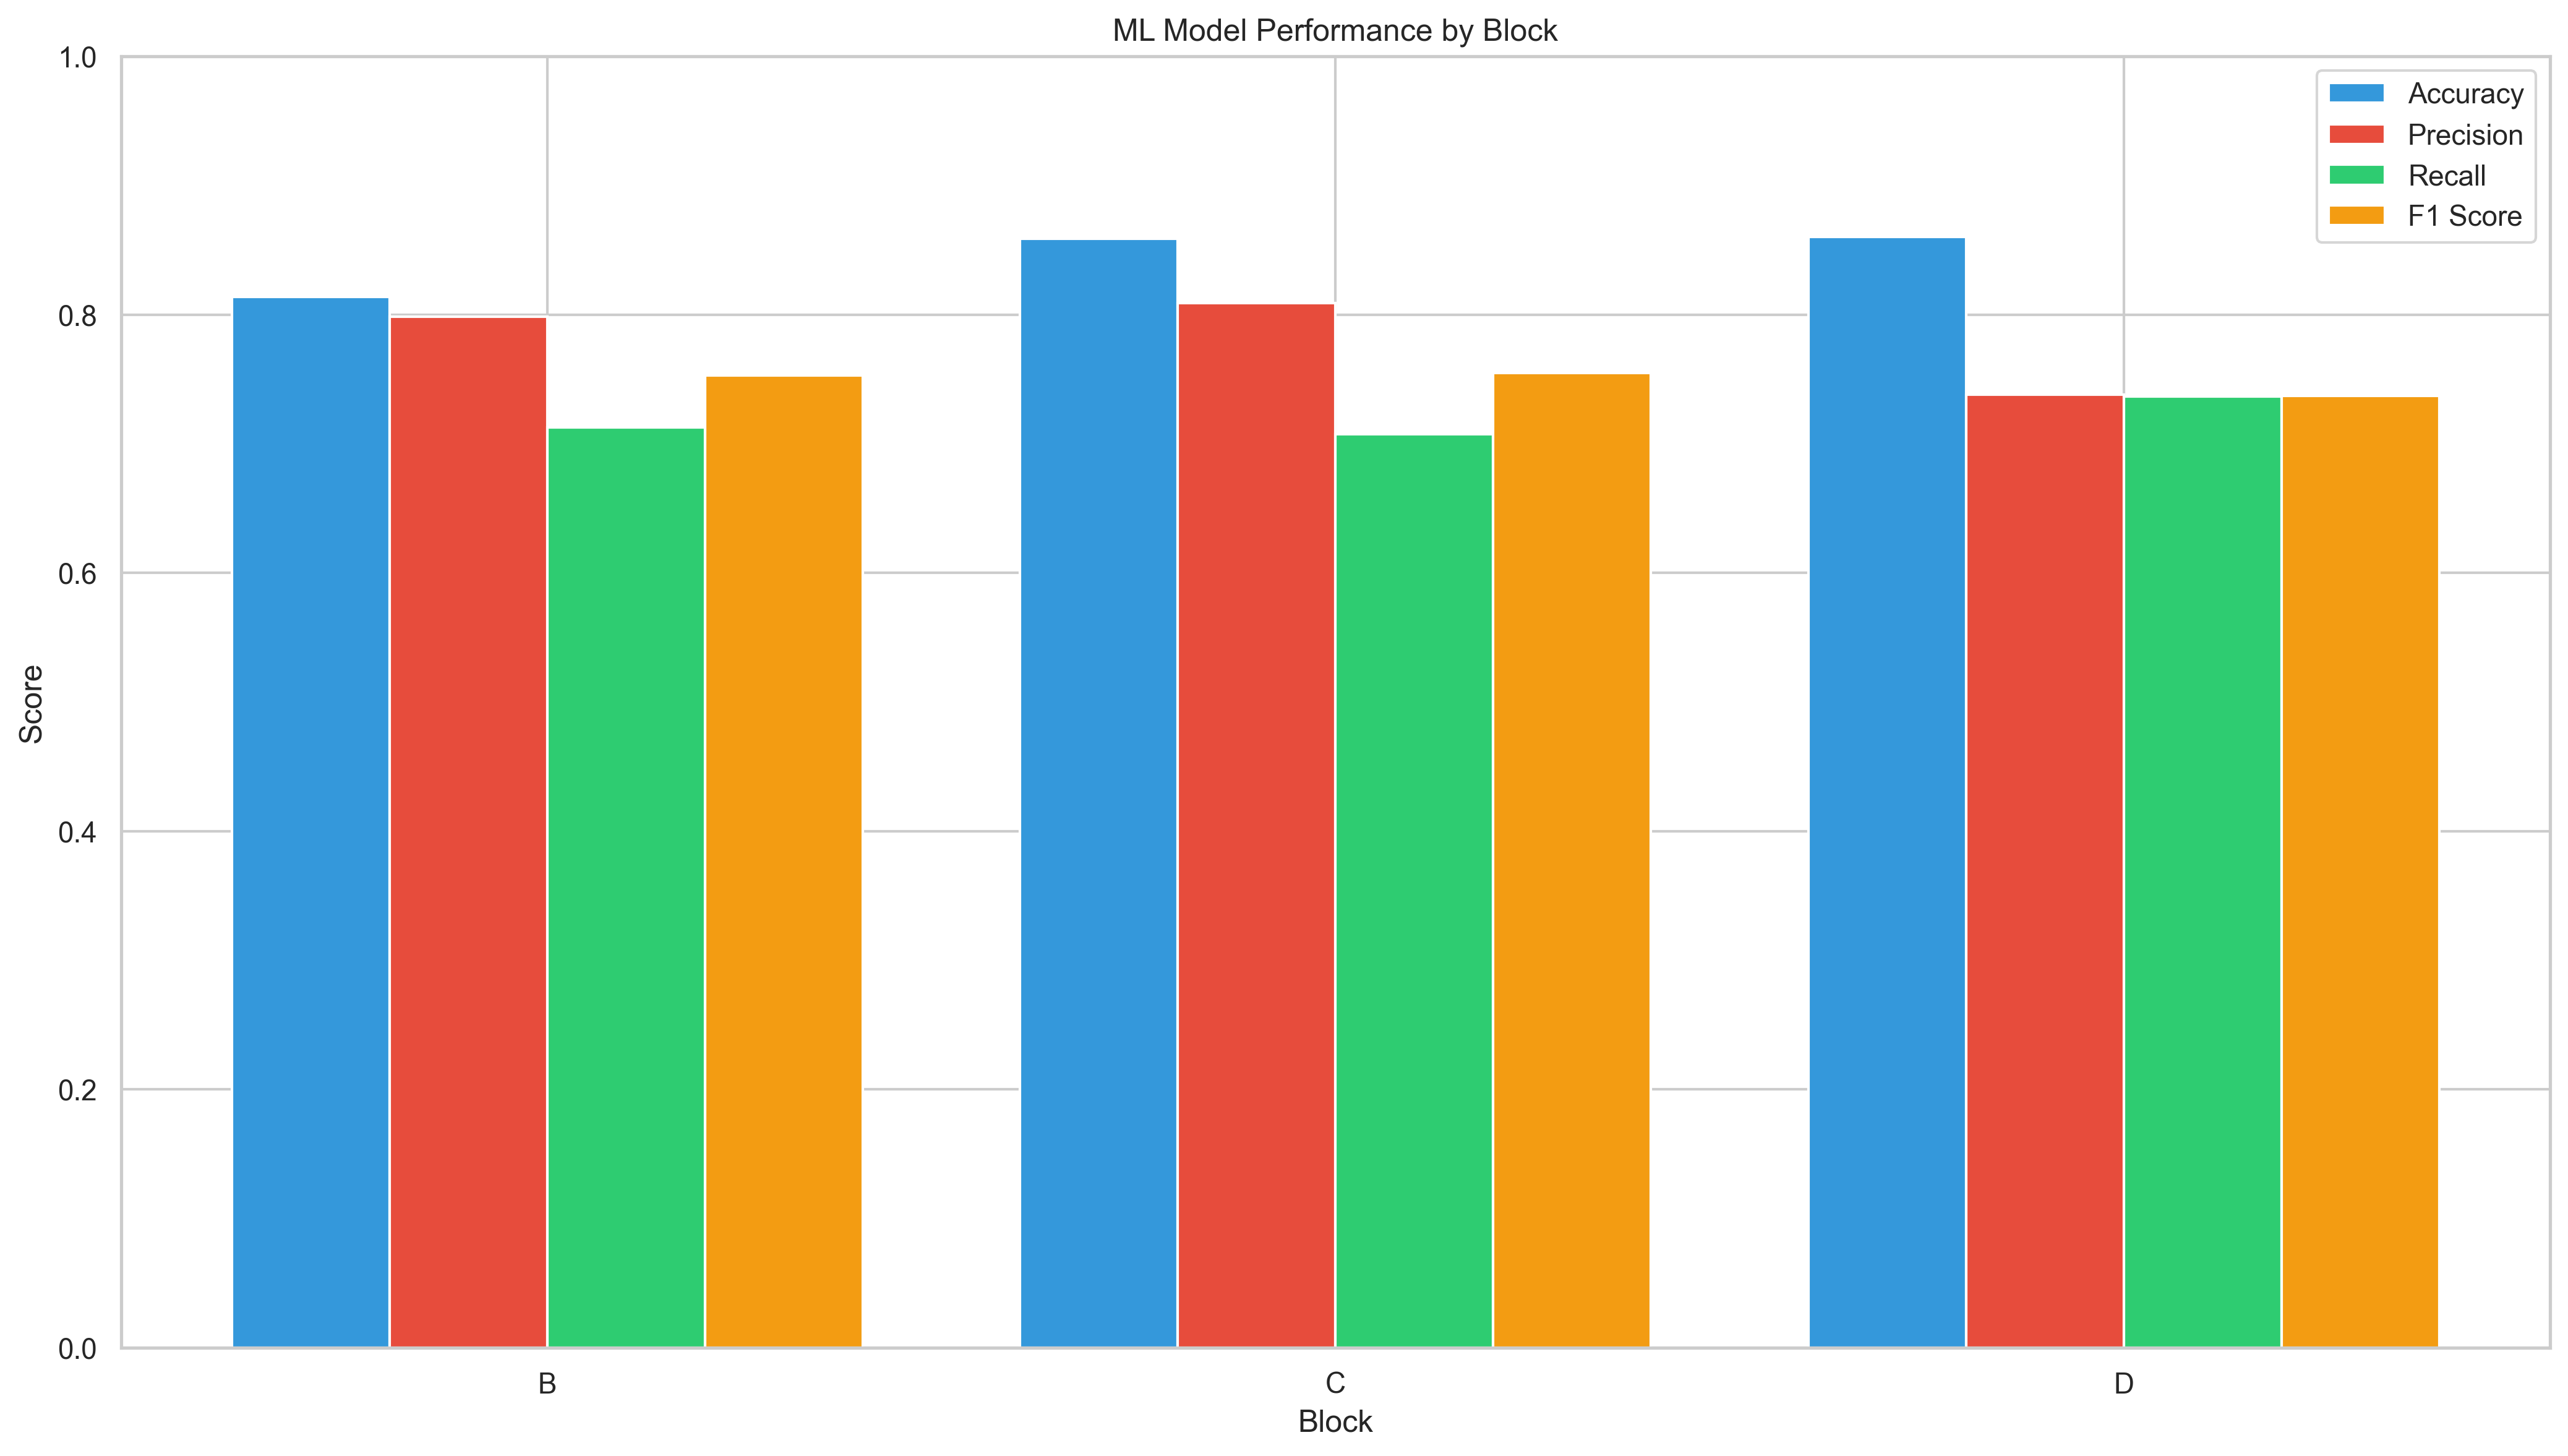 ML Model Performance by Block
1.0
0.8
0.6
0.4
0.2
0.0
Score
Accuracy
Precision
Recall
F1 Score
B
C
D
Block